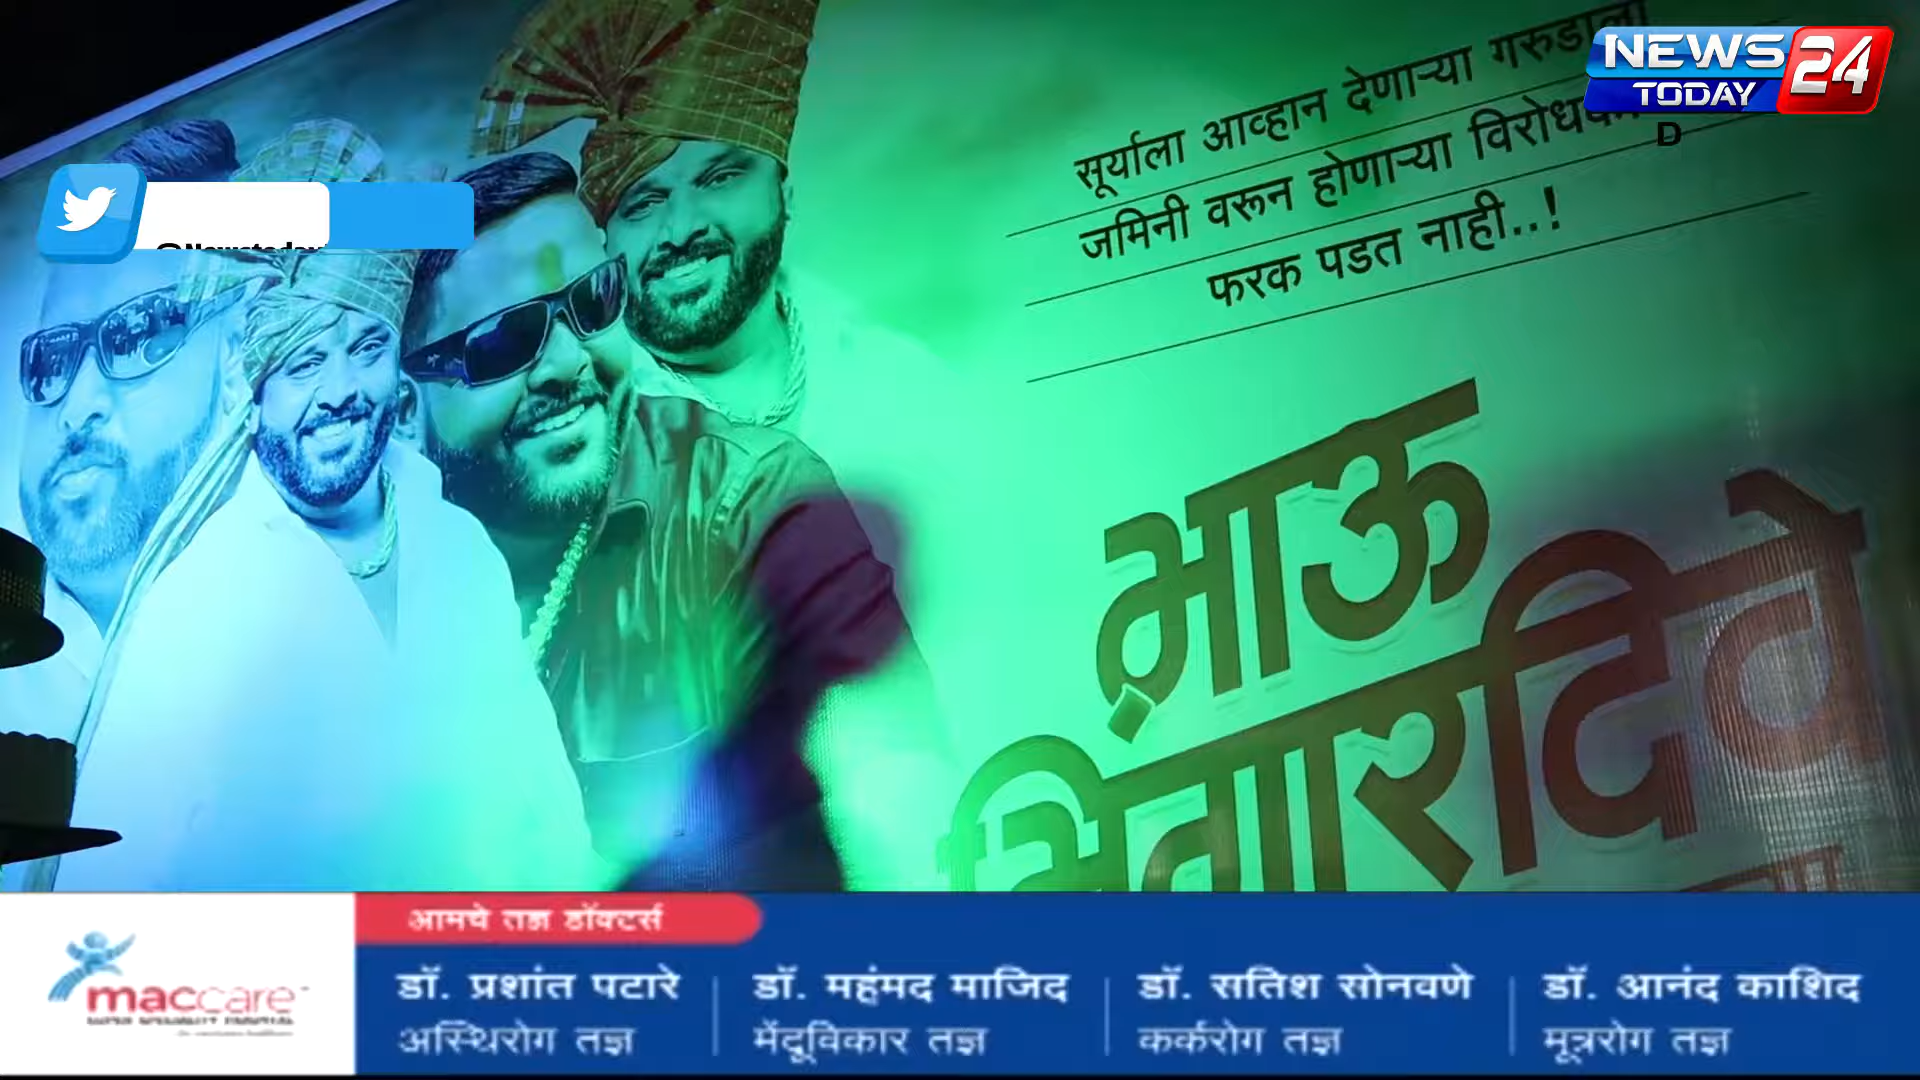 सूर्याला आव्हान देणाऱ्या गरुडाला
जमिनी वरून होणाऱ्या
फरक पडत नाही..!
भाऊ
NEWS
TODAY
24
D
आमचे तज्ञ डॉक्टर्स
maccare
डॉ. प्रशांत पटारे
अस्थिरोग तज्ञ
डॉ. महंमद माजिद
मेंदूविकार तज्ञ
डॉ. सतिश सोनवणे
कर्करोग तज्ञ
डॉ. आनंद काशिद
मूत्ररोग तज्ञ